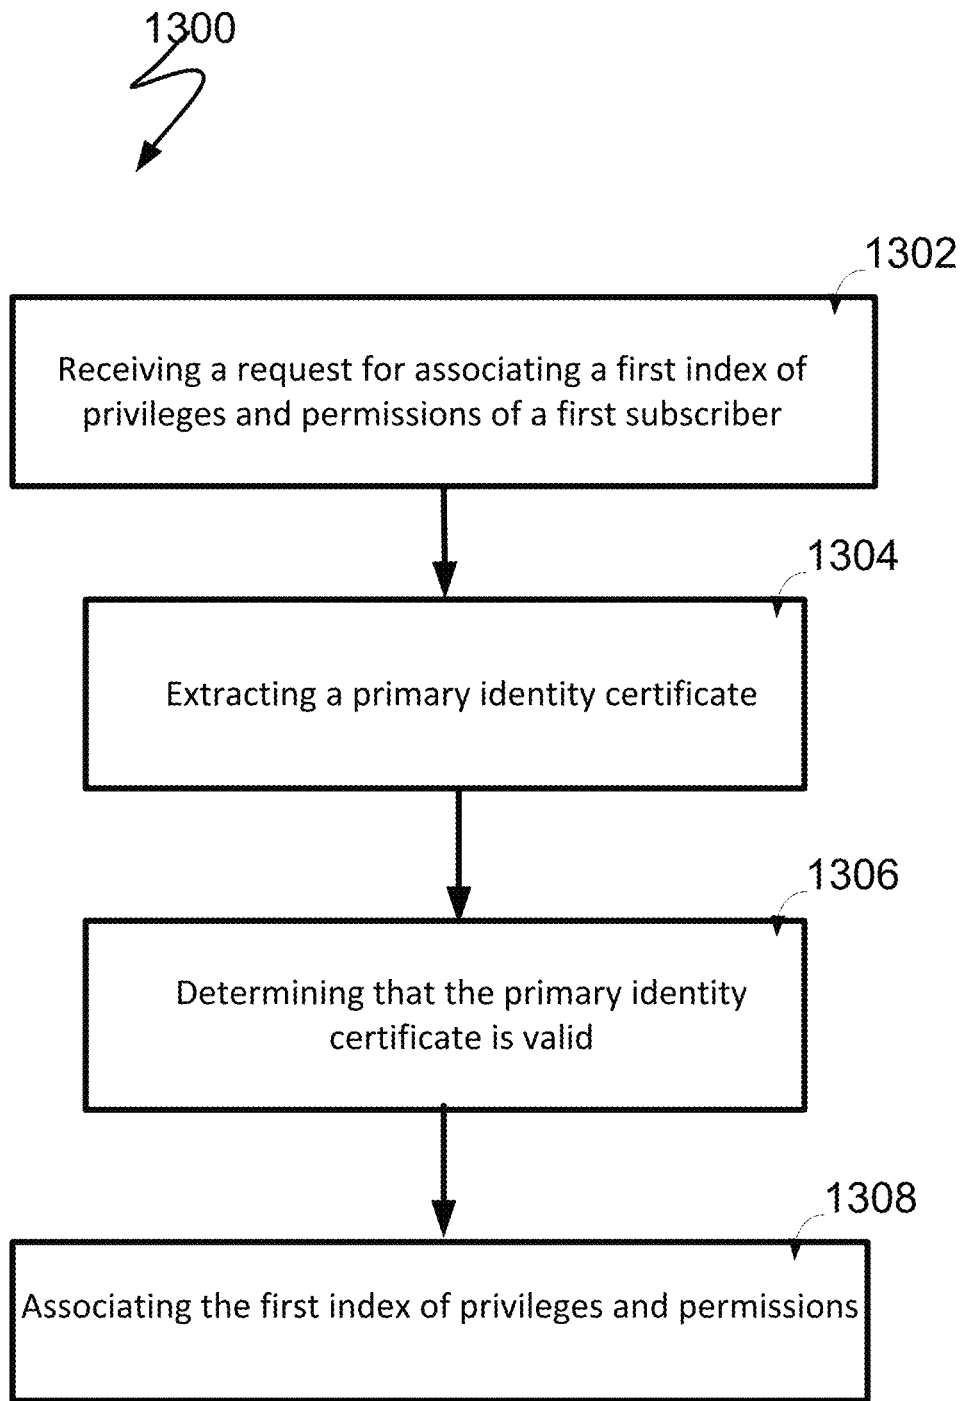 1300
1302
Receiving a request for associating a first index of
privileges and permissions of a first subscriber
1304
Extracting a primary identity certificate
1306
Determining that the primary identity
certificate is valid
1308
Associating the first index of privileges and permissions